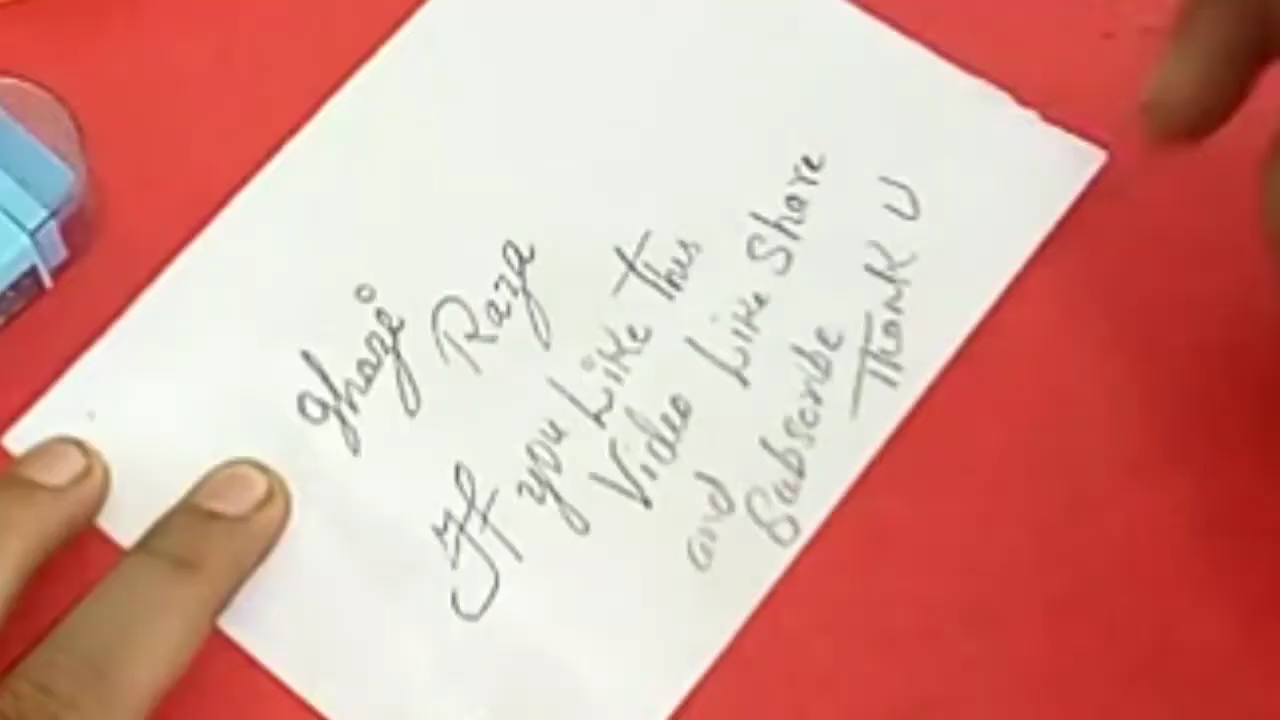 Ghazi
Raza
If you Like This
Video Like Share
and Subscribe
Thank U